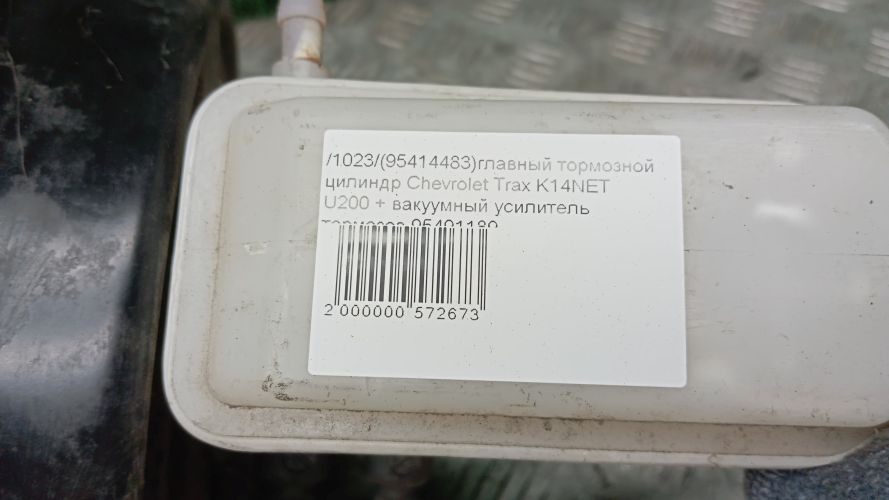 /1023/(95414483)главный тормозной
цилиндр Chevrolet Trax K14NET
U200 + вакуумный усилитель
2 000000 572673